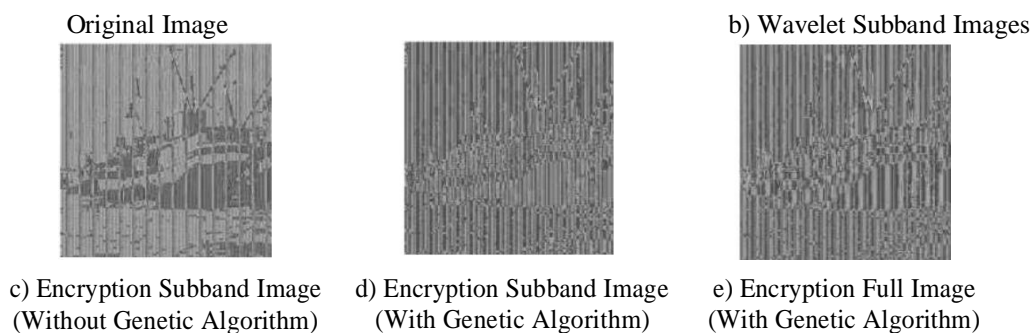 Original Image
b) Wavelet Subband Images
c) Encryption Subband Image
(Without Genetic Algorithm)
d) Encryption Subband Image
(With Genetic Algorithm)
e) Encryption Full Image
(With Genetic Algorithm)